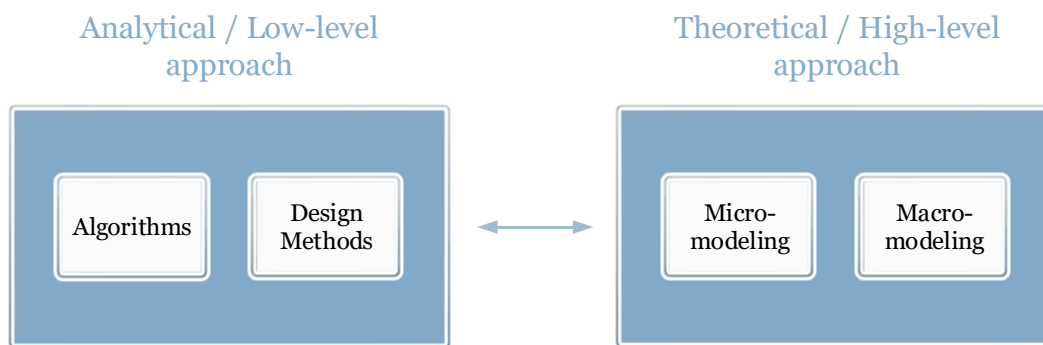 Analytical / Low-level
approach
Theoretical / High-level
approach
Algorithms
Design
Methods
Micro-
modeling
Macro-
modeling